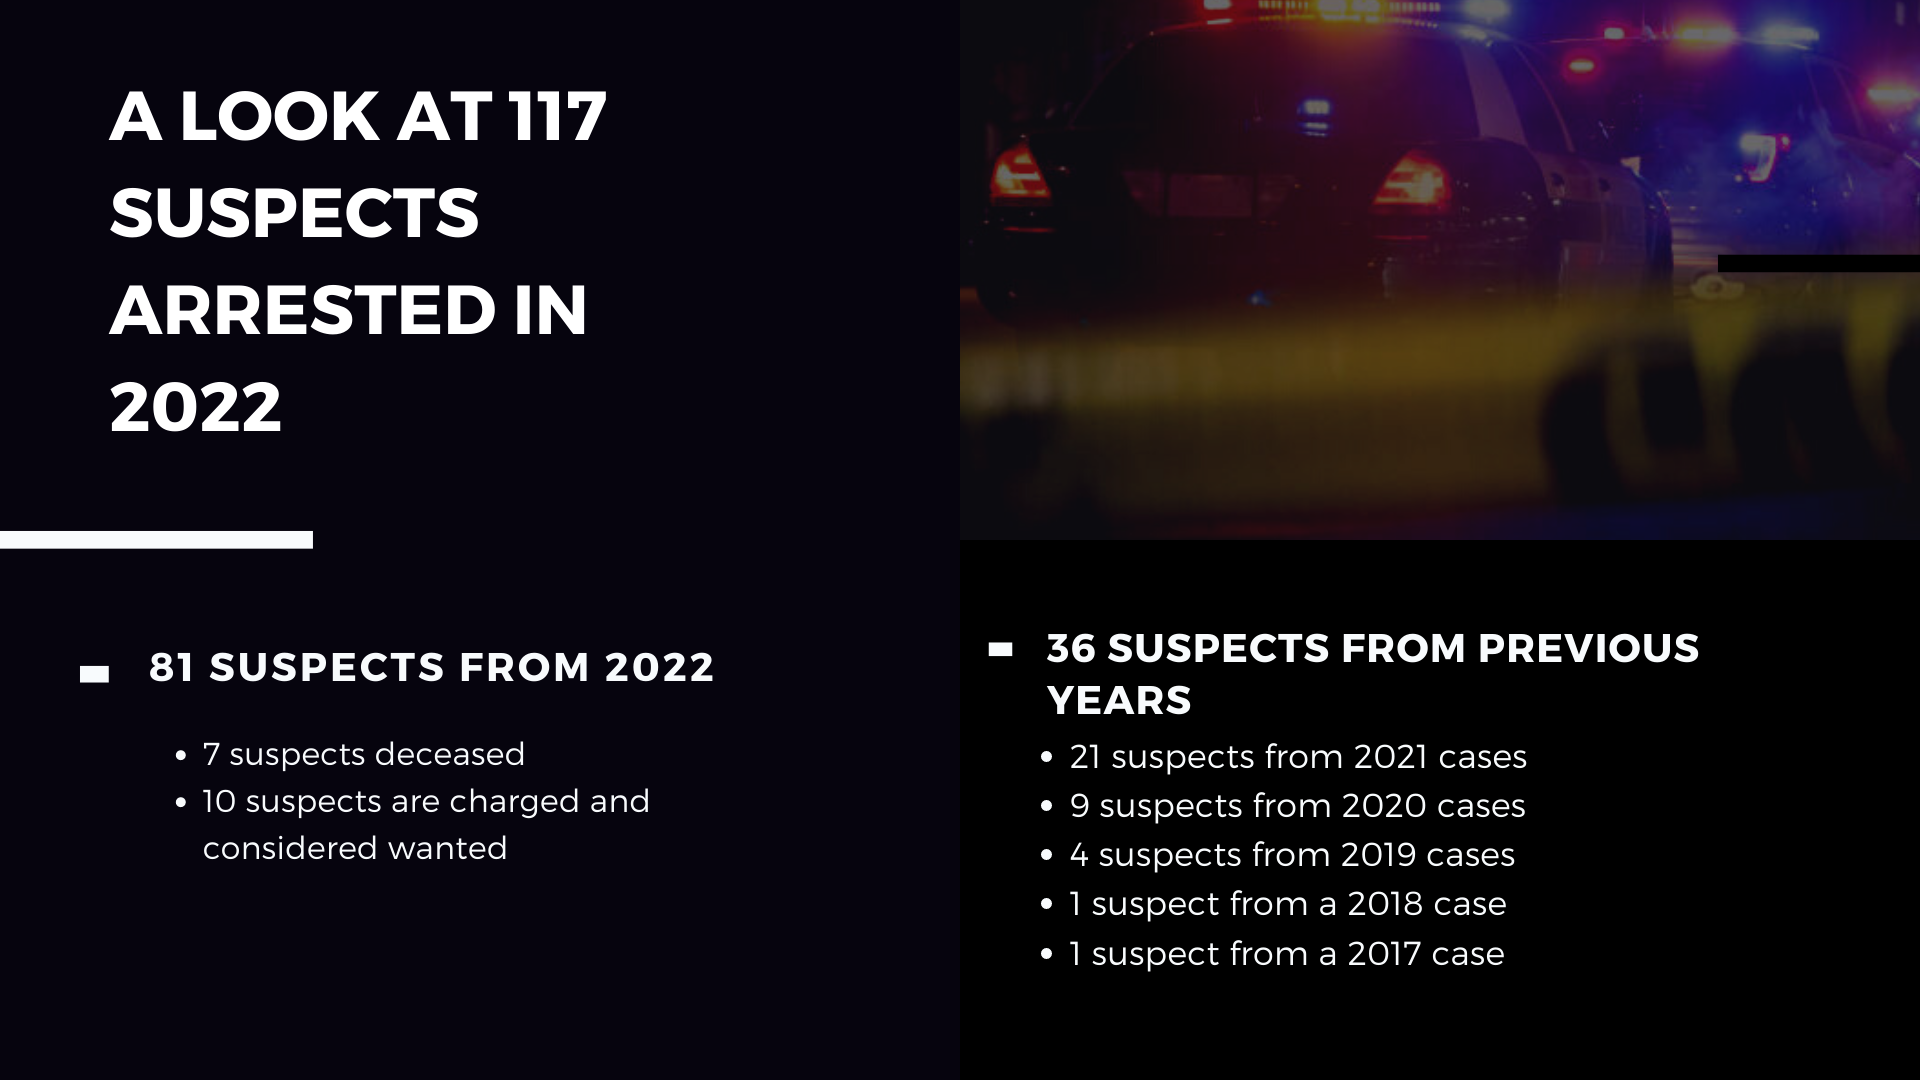 A LOOK AT 117
SUSPECTS
ARRESTED IN
2022
81 SUSPECTS FROM 2022
• 7 suspects deceased
• 10 suspects are charged and
considered wanted
36 SUSPECTS FROM PREVIOUS
YEARS
• 21 suspects from 2021 cases
• 9 suspects from 2020 cases
• 4 suspects from 2019 cases
• 1 suspect from a 2018 case
• 1 suspect from a 2017 case